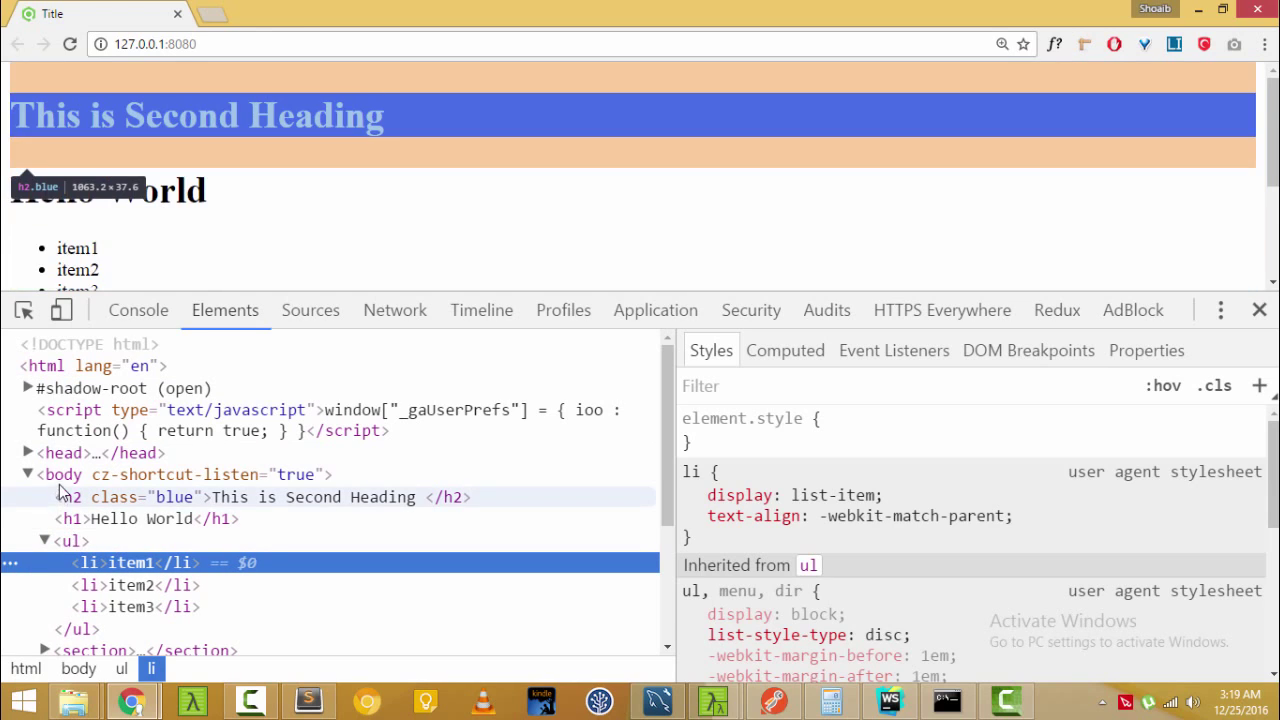 Title
Shoaib
127.0.0.1:8080
f?
LI
This is Second Heading
h2.blue 1063.2×37.6
Hello World
item1
item2
Console Elements Sources Network Timeline Profiles Application Security Audits HTTPS Everywhere Redux AdBlock
<!DOCTYPE html>
<html lang="en">
#shadow-root (open)
<script type="text/javascript">window["_gaUserPrefs"] = { ioo :
function() { return true; } }</script>
<head>…</head>
<body cz-shortcut-listen="true">
<h2 class="blue">This is Second Heading </h2>
<h1>Hello World</h1>
<ul>
<li>item1</li> == $0
<li>item2</li>
<li>item3</li>
</ul>
<section>…</section>
html body ul li
Styles Computed Event Listeners DOM Breakpoints Properties
Filter :hov .cls
element.style {
}
li { user agent stylesheet
display: list-item;
text-align: -webkit-match-parent;
}
Inherited from ul
ul, menu, dir { user agent stylesheet
display: block;
list-style-type: disc;
-webkit-margin-before: 1em;
-webkit-margin-after: 1em;
Activate Windows
Go to PC settings to activate Windows.
kindle
WS
3:19 AM
12/25/2016